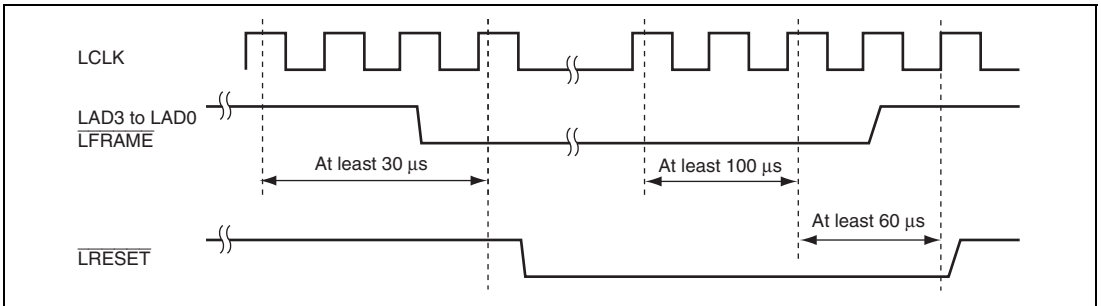 LCLK
LAD3 to LAD0
LFRAME
At least 30 μs
At least 100 μs
At least 60 μs
LRESET